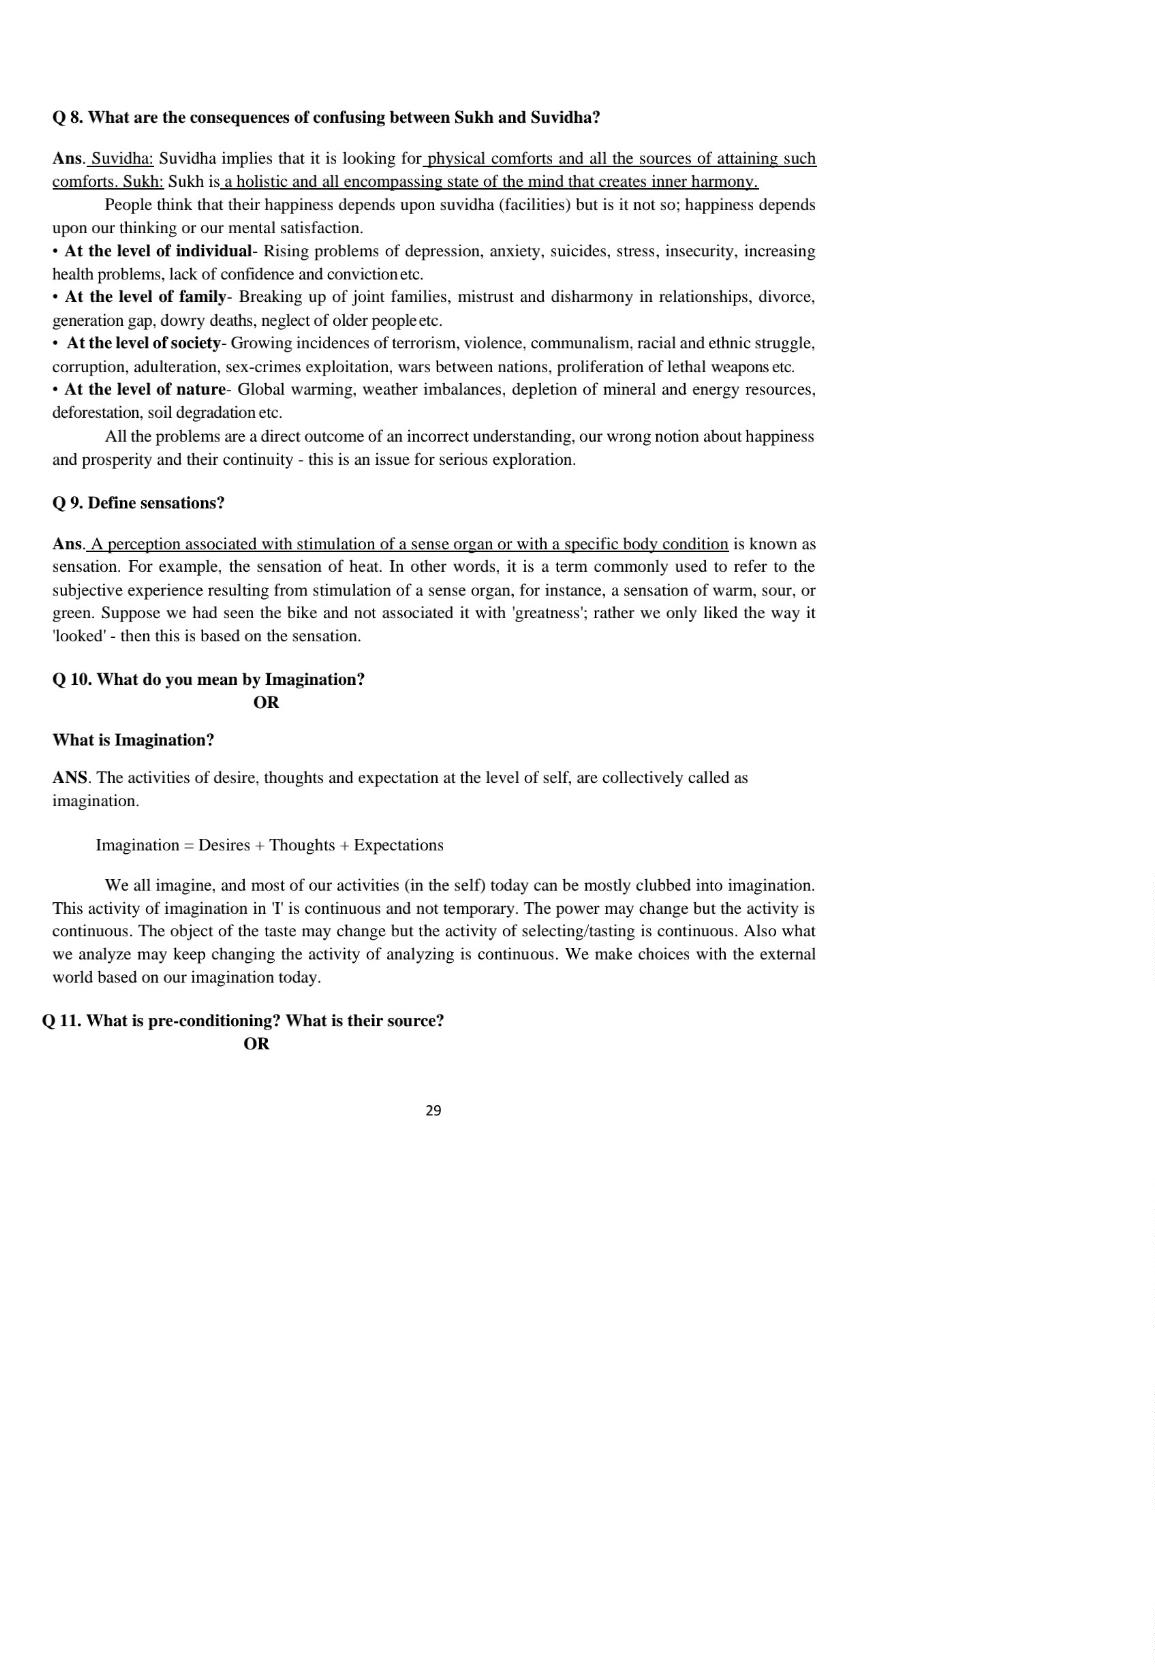 Q 8. What are the consequences of confusing between Sukh and Suvidha?
Ans. Suvidha: Suvidha implies that it is looking for physical comforts and all the sources of attaining such
comforts. Sukh: Sukh is a holistic and all encompassing state of the mind that creates inner harmony.
People think that their happiness depends upon suvidha (facilities) but is it not so; happiness depends
upon our thinking or our mental satisfaction.
• At the level of individual- Rising problems of depression, anxiety, suicides, stress, insecurity, increasing
health problems, lack of confidence and conviction etc.
• At the level of family- Breaking up of joint families, mistrust and disharmony in relationships, divorce,
generation gap, dowry deaths, neglect of older people etc.
• At the level of society- Growing incidences of terrorism, violence, communalism, racial and ethnic struggle,
corruption, adulteration, sex-crimes exploitation, wars between nations, proliferation of lethal weapons etc.
• At the level of nature- Global warming, weather imbalances, depletion of mineral and energy resources,
deforestation, soil degradation etc.
All the problems are a direct outcome of an incorrect understanding, our wrong notion about happiness
and prosperity and their continuity - this is an issue for serious exploration.
Q 9. Define sensations?
Ans. A perception associated with stimulation of a sense organ or with a specific body condition is known as
sensation. For example, the sensation of heat. In other words, it is a term commonly used to refer to the
subjective experience resulting from stimulation of a sense organ, for instance, a sensation of warm, sour, or
green. Suppose we had seen the bike and not associated it with 'greatness'; rather we only liked the way it
'looked' - then this is based on the sensation.
Q 10. What do you mean by Imagination?
OR
What is Imagination?
ANS. The activities of desire, thoughts and expectation at the level of self, are collectively called as
imagination.
Imagination = Desires + Thoughts + Expectations
We all imagine, and most of our activities (in the self) today can be mostly clubbed into imagination.
This activity of imagination in 'I' is continuous and not temporary. The power may change but the activity is
continuous. The object of the taste may change but the activity of selecting/tasting is continuous. Also what
we analyze may keep changing the activity of analyzing is continuous. We make choices with the external
world based on our imagination today.
Q 11. What is pre-conditioning? What is their source?
OR
29